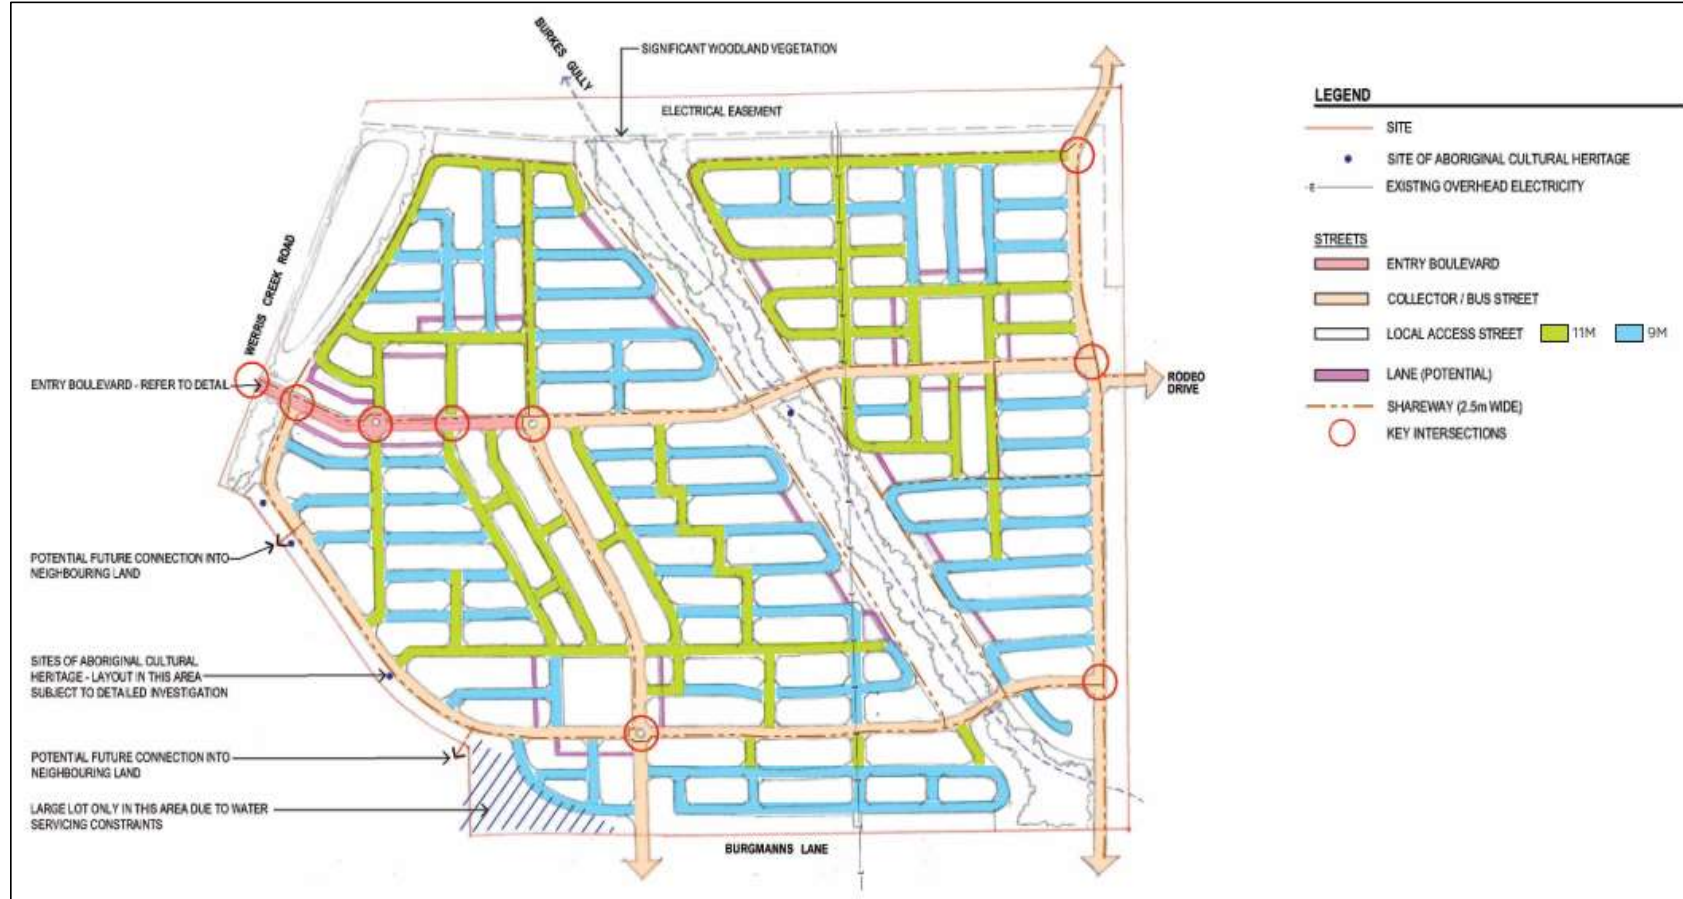 BURKES GULLY
SIGNIFICANT WOODLAND VEGETATION
ELECTRICAL EASEMENT
WERRIS CREEK ROAD
ENTRY BOULEVARD - REFER TO DETAIL
RODEO
DRIVE
POTENTIAL FUTURE CONNECTION INTO
NEIGHBOURING LAND
SITES OF ABORIGINAL CULTURAL
HERITAGE - LAYOUT IN THIS AREA
SUBJECT TO DETAILED INVESTIGATION
POTENTIAL FUTURE CONNECTION INTO
NEIGHBOURING LAND
LARGE LOT ONLY IN THIS AREA DUE TO WATER
SERVICING CONSTRAINTS
BURGMANNS LANE
LEGEND
SITE
SITE OF ABORIGINAL CULTURAL HERITAGE
E EXISTING OVERHEAD ELECTRICITY
STREETS
ENTRY BOULEVARD
COLLECTOR / BUS STREET
LOCAL ACCESS STREET 11M 9M
LANE (POTENTIAL)
SHAREWAY (2.5m WIDE)
KEY INTERSECTIONS